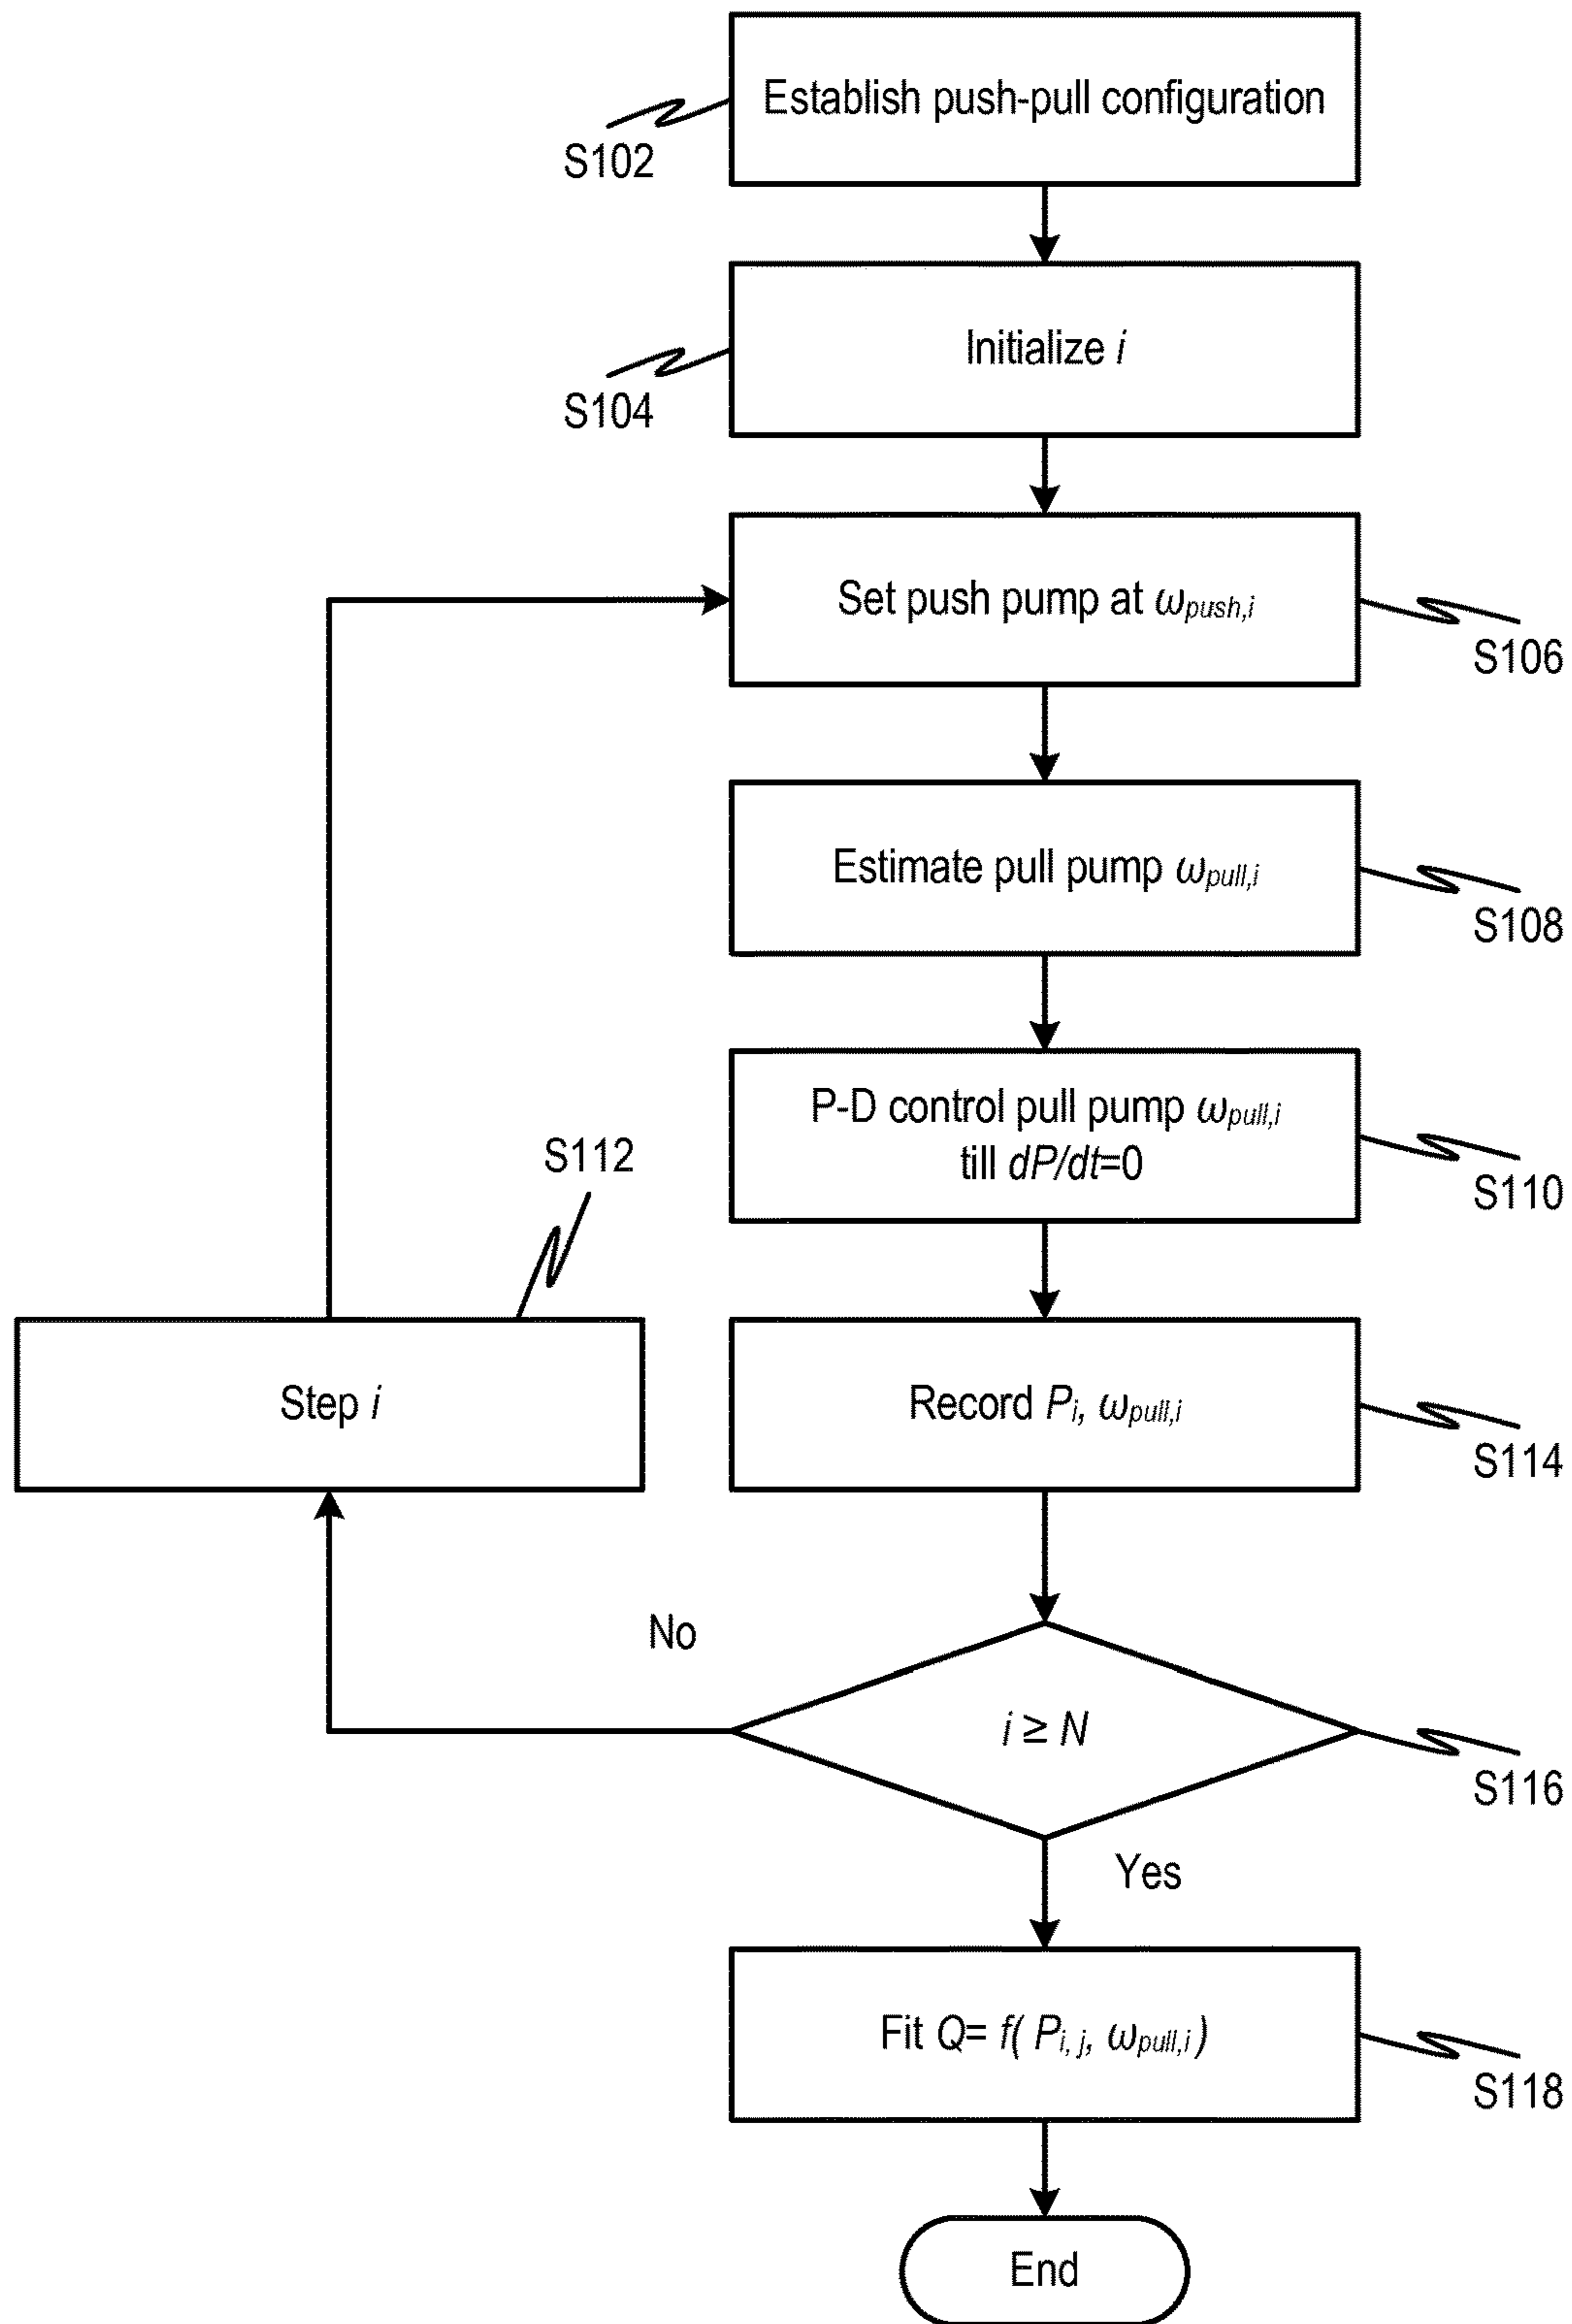 Establish push-pull configuration
S102
Initialize i
S104
Set push pump at ωpush,i
S106
Estimate pull pump ωpull,i
S108
P-D control pull pump ωpull,i
till dP/dt=0
S110
S112
Step i
Record Pi, ωpull,i
S114
No
i ≥ N
S116
Yes
Fit Q= f( Pi, j, ωpull,i )
S118
End